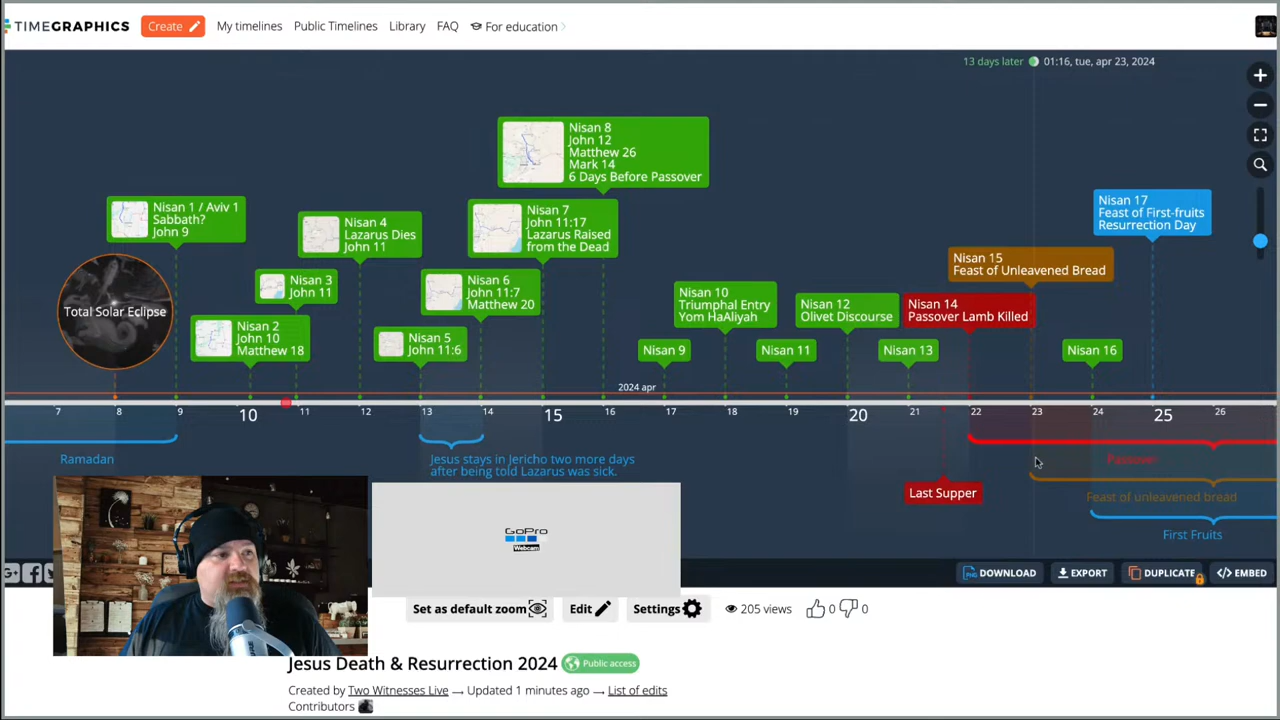 TIMEGRAPHICS
Create
My timelines
Public Timelines
Library
FAQ
For education
13 days later 01:16, tue, apr 23, 2024
Nisan 8
John 12
Matthew 26
Mark 14
6 Days Before Passover
Nisan 1 / Aviv 1
Sabbath?
John 9
Nisan 4
Lazarus Dies
John 11
Nisan 7
John 11:17
Lazarus Raised
from the Dead
Nisan 17
Feast of First-fruits
Resurrection Day
Nisan 15
Feast of Unleavened Bread
Total Solar Eclipse
Nisan 3
John 11
Nisan 6
John 11:7
Matthew 20
Nisan 10
Triumphal Entry
Yom HaAliyah
Nisan 12
Olivet Discourse
Nisan 14
Passover Lamb Killed
Nisan 2
John 10
Matthew 18
Nisan 5
John 11:6
Nisan 9
Nisan 11
Nisan 13
Nisan 16
2024 apr
7 8 9 10 11 12 13 14 15 16 17 18 19 20 21 22 23 24 25 26
Ramadan
Jesus stays in Jericho two more days
after being told Lazarus was sick.
Passover
Last Supper
Feast of unleavened bread
First Fruits
GoPro
Webcam
DOWNLOAD
EXPORT
DUPLICATE
</> EMBED
Set as default zoom
Edit
Settings
205 views
0
0
Jesus Death & Resurrection 2024
Public access
Created by Two Witnesses Live → Updated 1 minutes ago → List of edits
Contributors